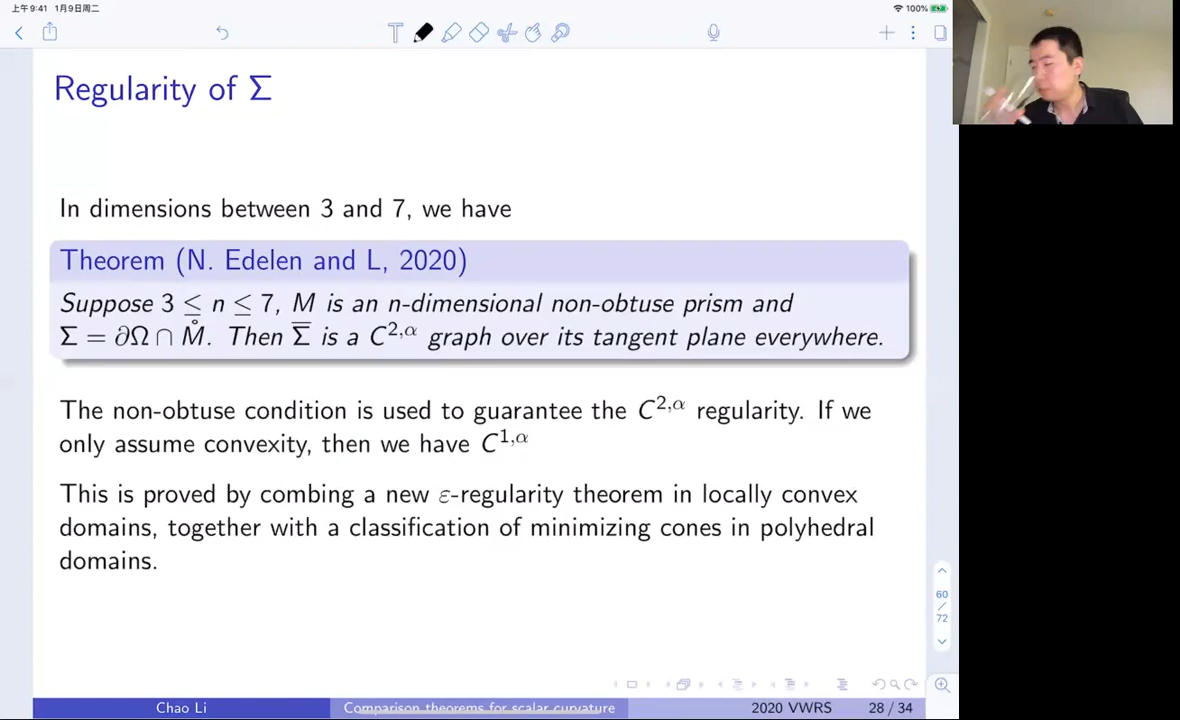 上午9:41 1月9日周二
100%
Regularity of Σ
In dimensions between 3 and 7, we have
Theorem (N. Edelen and L, 2020)
Suppose 3 ≤ n ≤ 7, M is an n-dimensional non-obtuse prism and
Σ = ∂Ω ∩ M̊. Then Σ̅ is a C^{2,α} graph over its tangent plane everywhere.
The non-obtuse condition is used to guarantee the C^{2,α} regularity. If we
only assume convexity, then we have C^{1,α}
This is proved by combing a new ε-regularity theorem in locally convex
domains, together with a classification of minimizing cones in polyhedral
domains.
60
/
72
Chao Li Comparison theorems for scalar curvature 2020 VWRS 28 / 34